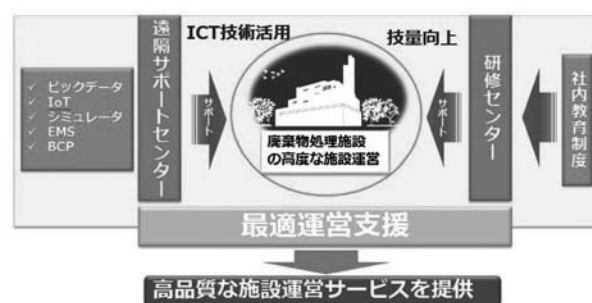 ICT技術活用
技量向上
遠隔サポートセンター
✓ ビックデータ
✓ IoT
✓ シミュレータ
✓ EMS
✓ BCP
サポート
廃棄物処理施設
の高度な施設運営
サポート
研修センター
社内教育制度
最適運営支援
高品質な施設運営サービスを提供